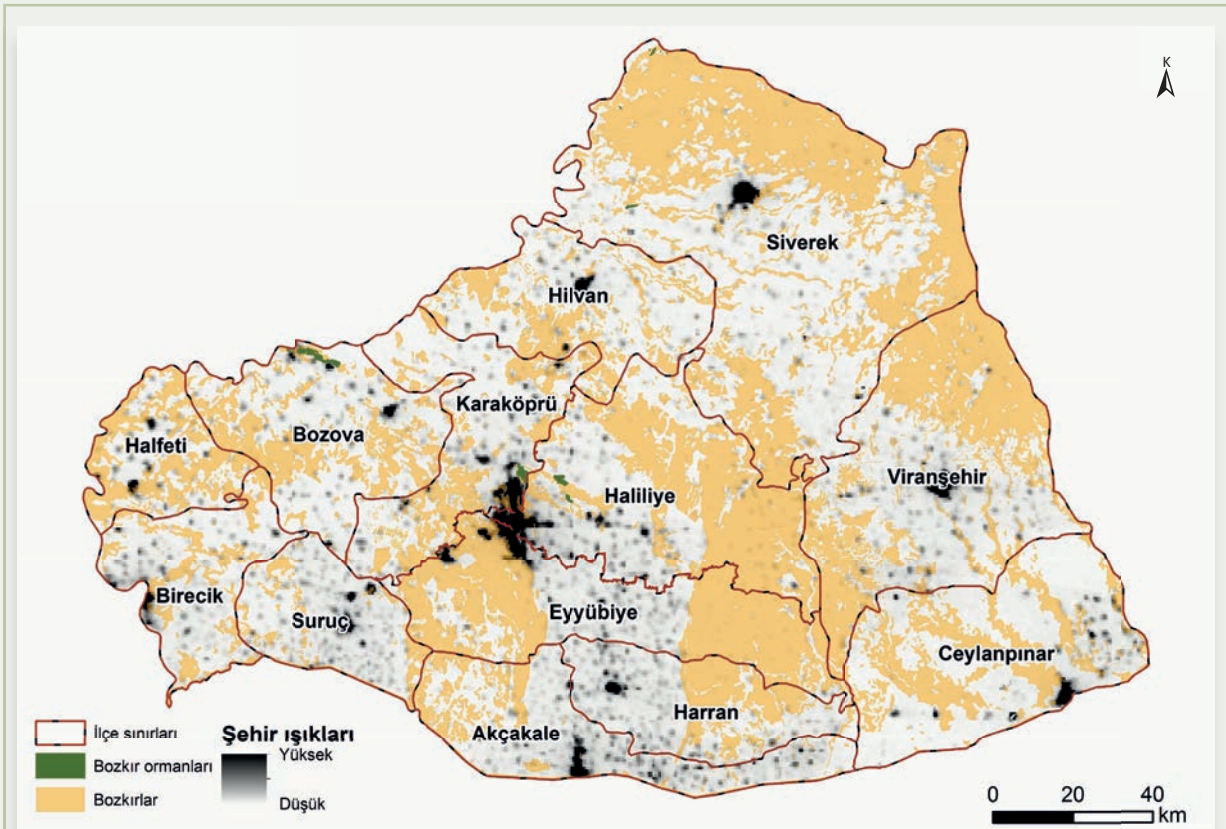 K
Siverek
Hilvan
Karaköprü
Halfeti
Bozova
Viranşehir
Haliliye
Birecik
Suruç
Eyyübiye
Ceylanpınar
Harran
Akçakale
İlçe sınırları
Bozkır ormanları
Bozkırlar
Şehir ışıkları
Yüksek
Düşük
0 20 40
km